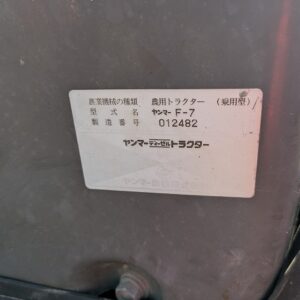 農業機械の種類 農用トラクター (乗用型)
型式名 ヤンマー F-7
製造番号 012482
ヤンマーディーゼルトラクター